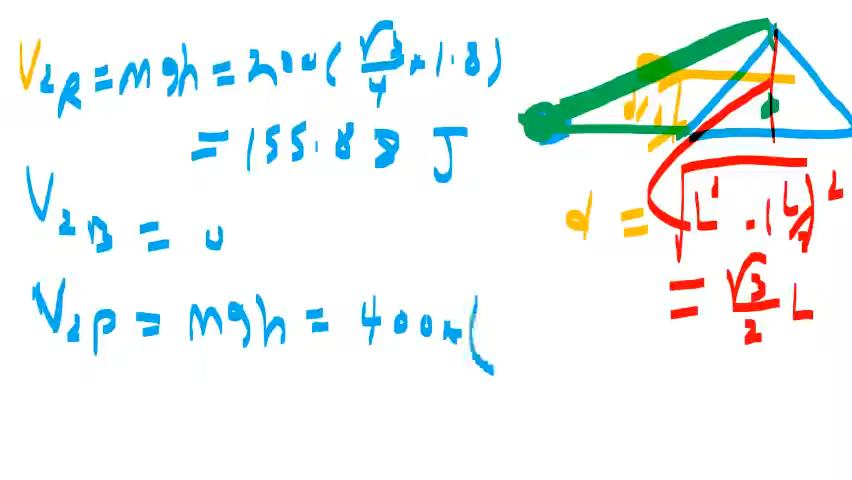 V₂R = mgh = 200 ( √3/4 * 1.8 )
= 155.88 J
V₂B = 0
V₂P = mgh = 400 * (
d = √L² - (L/2)²
= √3/2 L